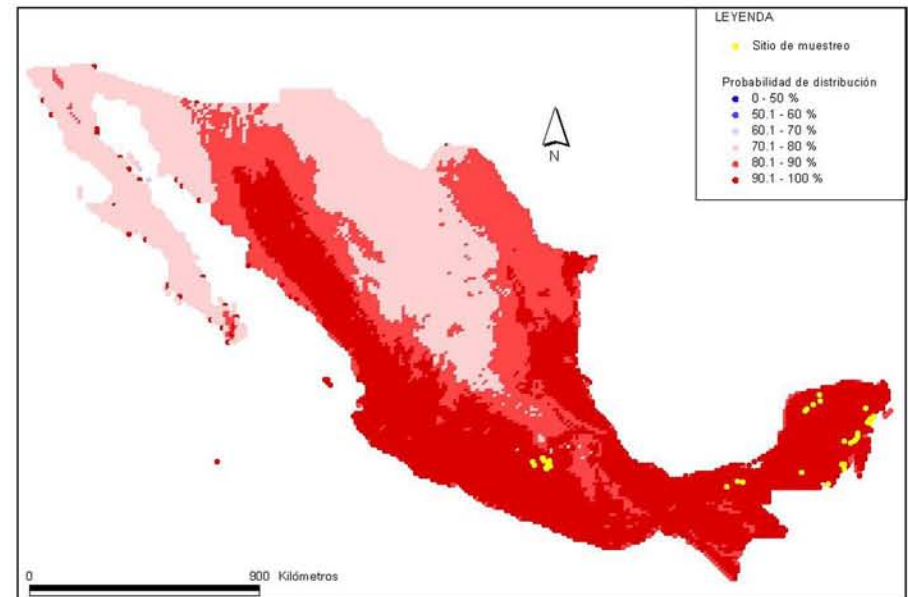 LEYENDA
Sitio de muestreo
Probabilidad de distribución
0 - 50 %
50.1 - 60 %
60.1 - 70 %
70.1 - 80 %
80.1 - 90 %
90.1 - 100 %
N
0 900 Kilómetros